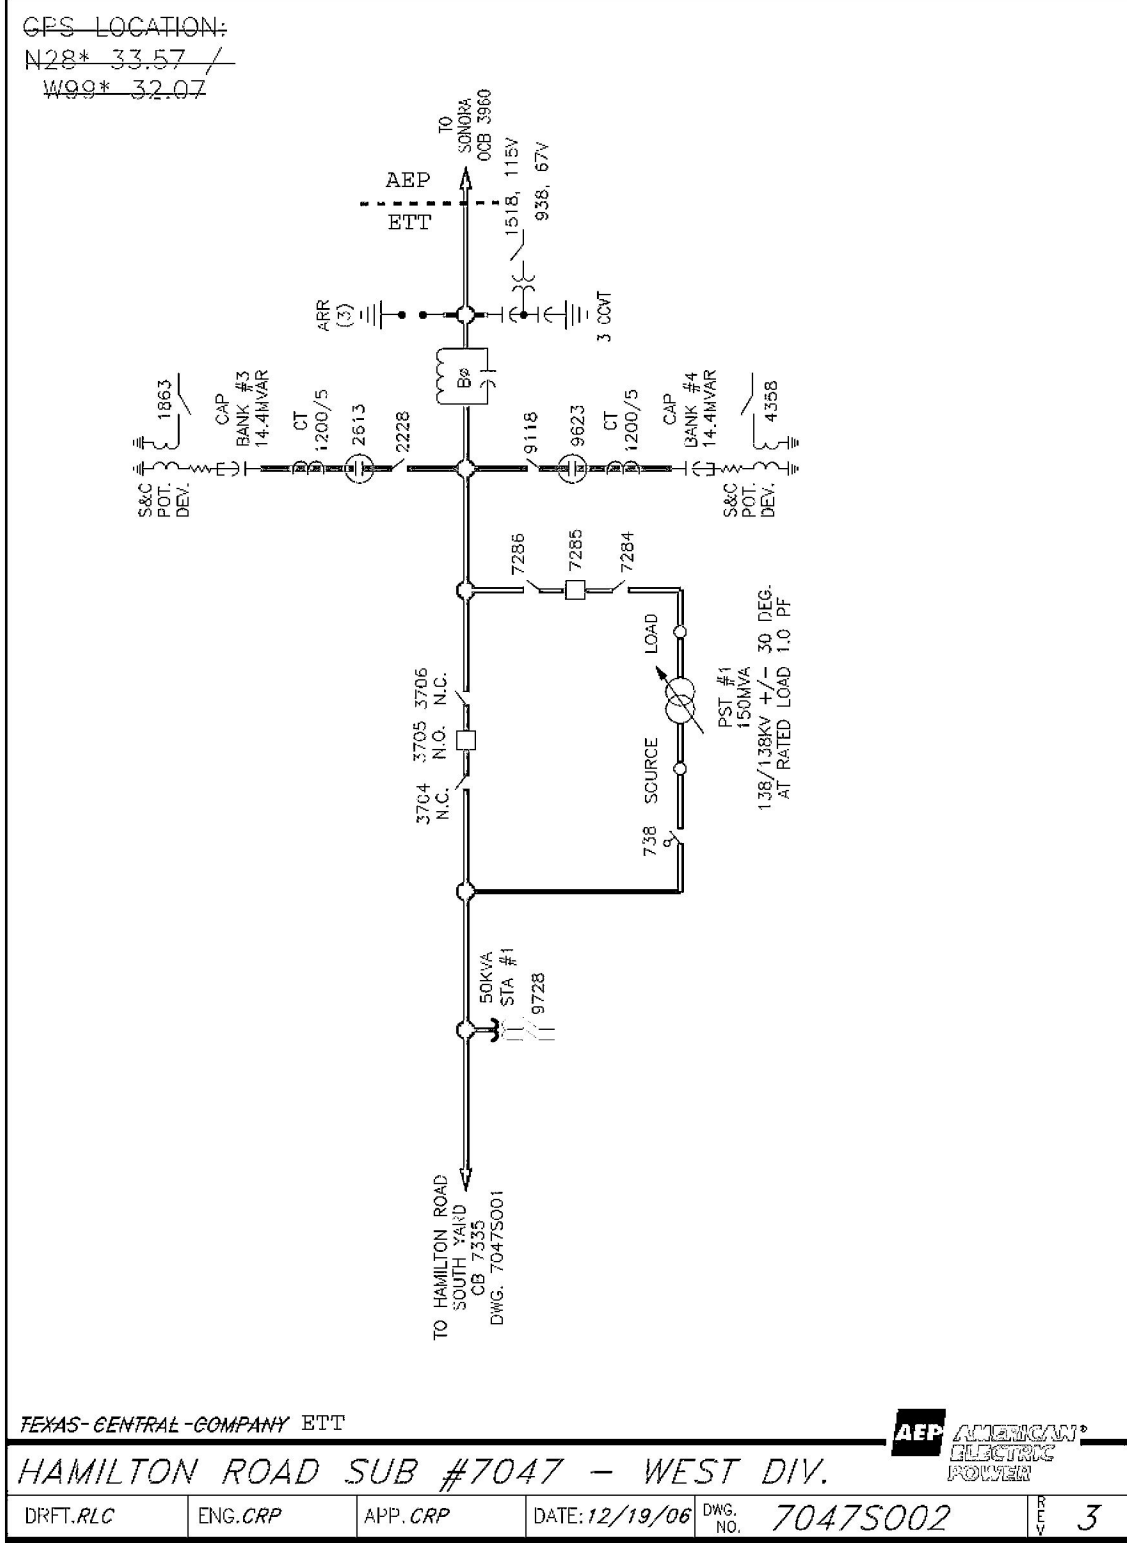 GPS LOCATION:
N28* 33.57 /
W99* 32.07
TO
SONORA
OCB 3960
AEP
ETT
1518, 115V
938, 67V
ARR
(3)
3 CCVT
BØ
1863
CAP
BANK #3
14.4MVAR
CT
1200/5
2613
2228
9118
9623
CT
1200/5
CAP
BANK #4
14.4MVAR
4358
S&C
POT.
DEV.
S&C
POT.
DEV.
7286
7285
7284
LOAD
PST #1
150MVA
138/138KV +/- 30 DEG.
AT RATED LOAD 1.0 PF
3706
N.C.
3705
N.O.
3704
N.C.
SOURCE
738
50KVA
STA #1
9728
TO HAMILTON ROAD
SOUTH YARD
CB 7335
DWG. 7047S001
TEXAS-CENTRAL-COMPANY ETT
AEP AMERICAN®
ELECTRIC
POWER
HAMILTON ROAD SUB #7047 - WEST DIV.
DRFT.RLC
ENG.CRP
APP.CRP
DATE:12/19/06
DWG.
NO.
7047S002
REV
3